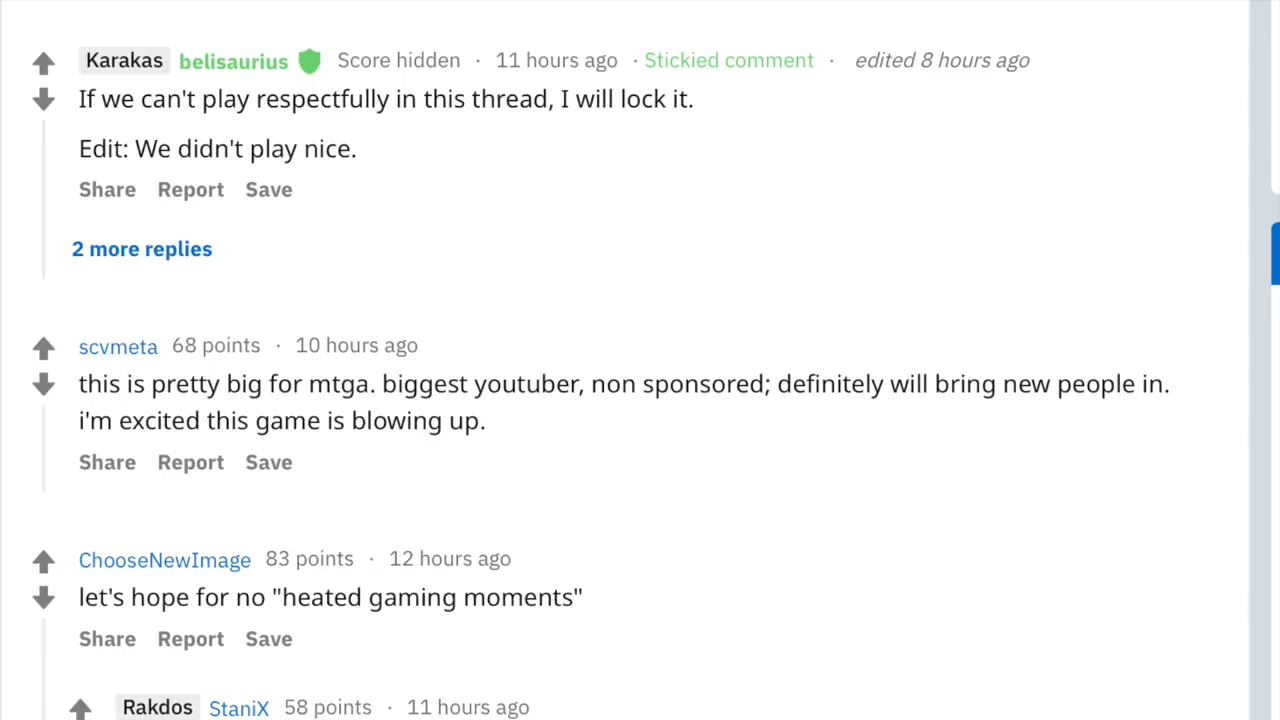 Karakas belisaurius Score hidden · 11 hours ago · Stickied comment · edited 8 hours ago
If we can't play respectfully in this thread, I will lock it.
Edit: We didn't play nice.
Share Report Save
2 more replies
scvmeta 68 points · 10 hours ago
this is pretty big for mtga. biggest youtuber, non sponsored; definitely will bring new people in.
i'm excited this game is blowing up.
Share Report Save
ChooseNewImage 83 points · 12 hours ago
let's hope for no "heated gaming moments"
Share Report Save
Rakdos StaniX 58 points · 11 hours ago